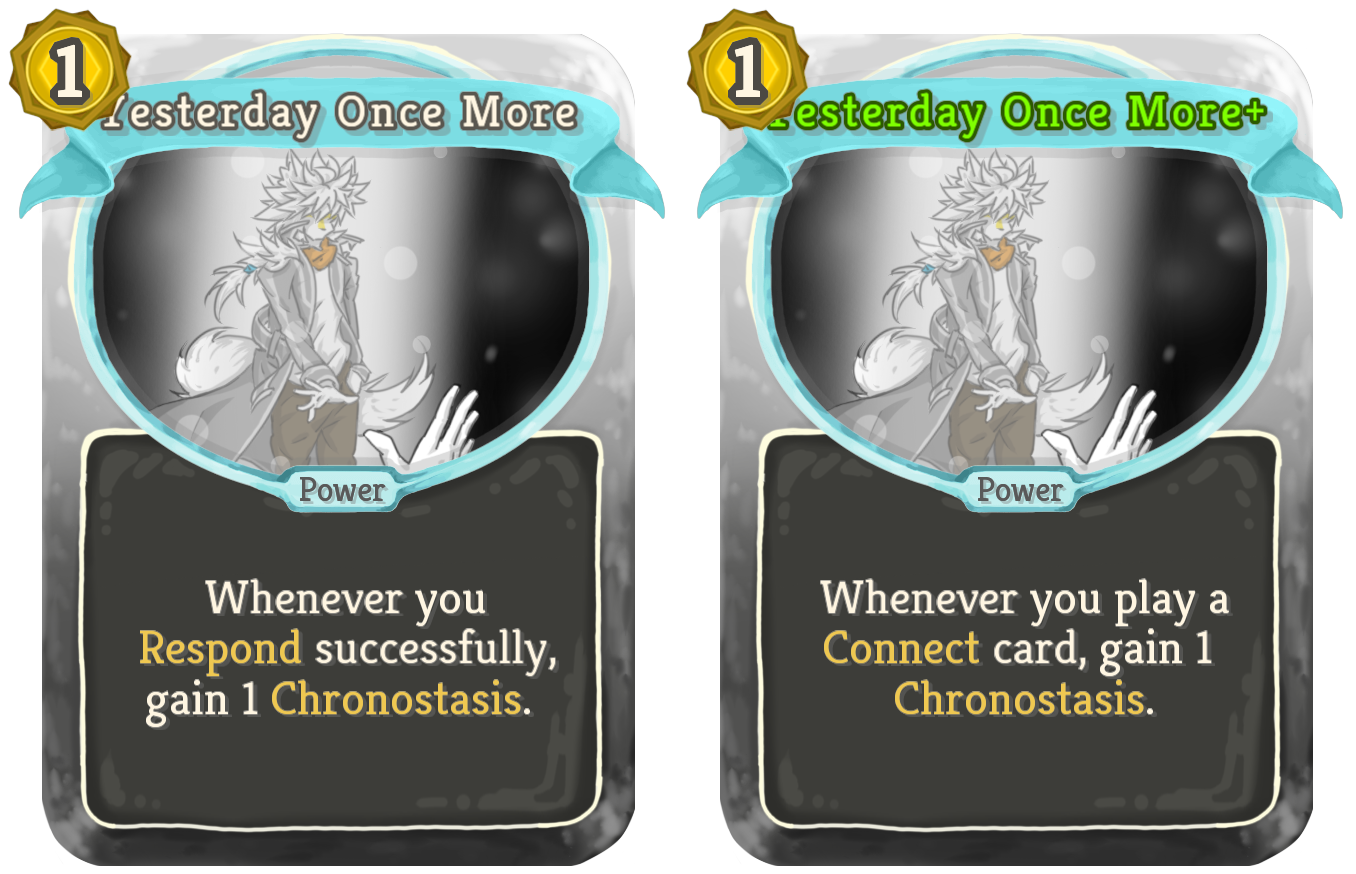 1
Yesterday Once More
Power
Whenever you
Respond successfully,
gain 1 Chronostasis.
1
Yesterday Once More+
Power
Whenever you play a
Connect card, gain 1
Chronostasis.